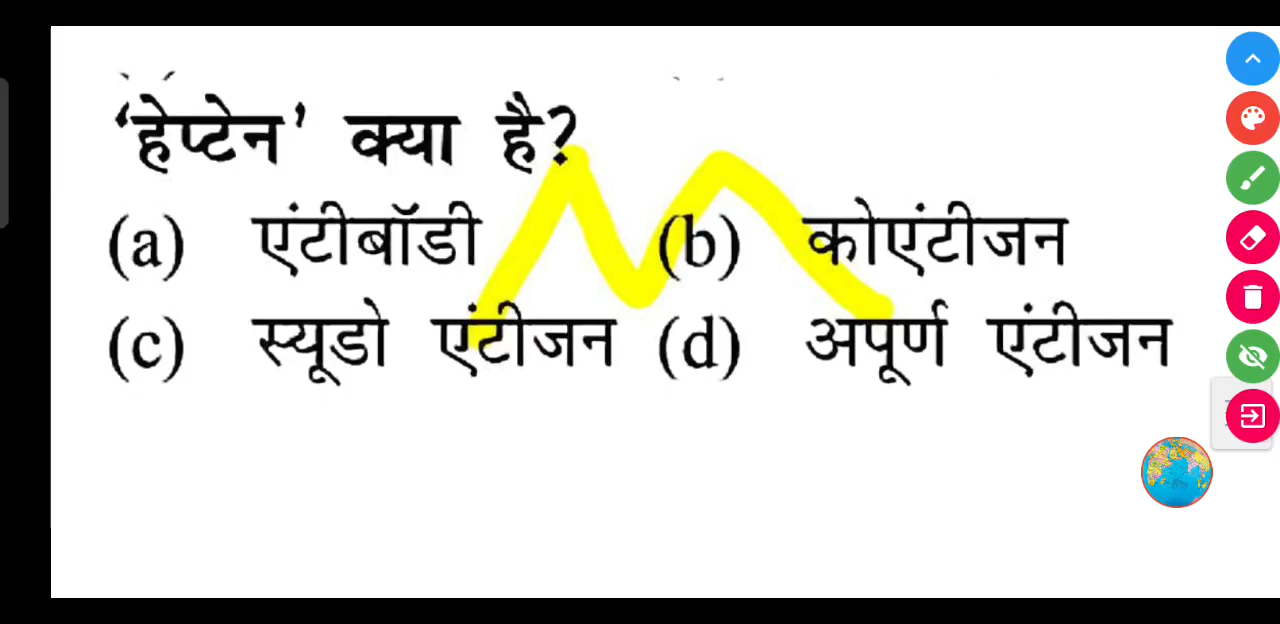 ‘हेप्टेन’ क्या है?
(a) एंटीबॉडी (b) कोएंटीजन
(c) स्यूडो एंटीजन (d) अपूर्ण एंटीजन